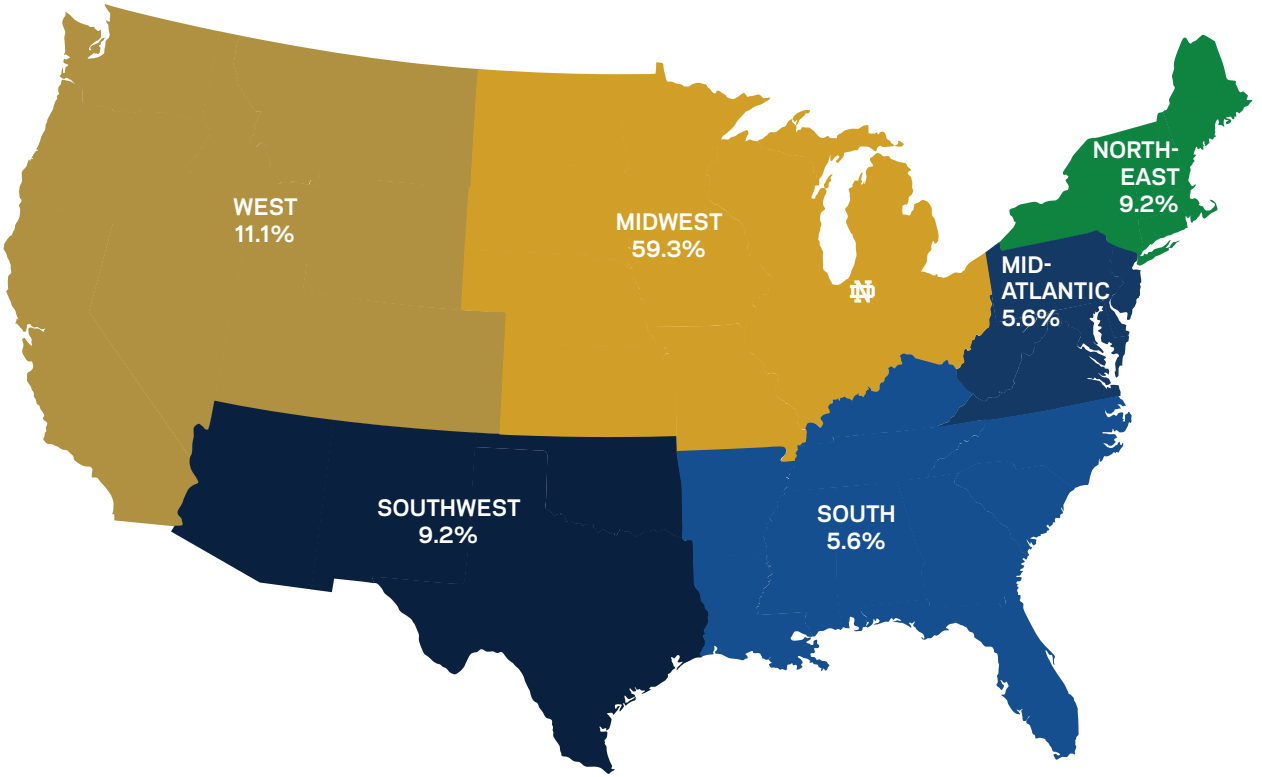 NORTH-
EAST
9.2%
WEST
11.1%
MIDWEST
59.3%
MID-
ATLANTIC
5.6%
ND
SOUTHWEST
9.2%
SOUTH
5.6%